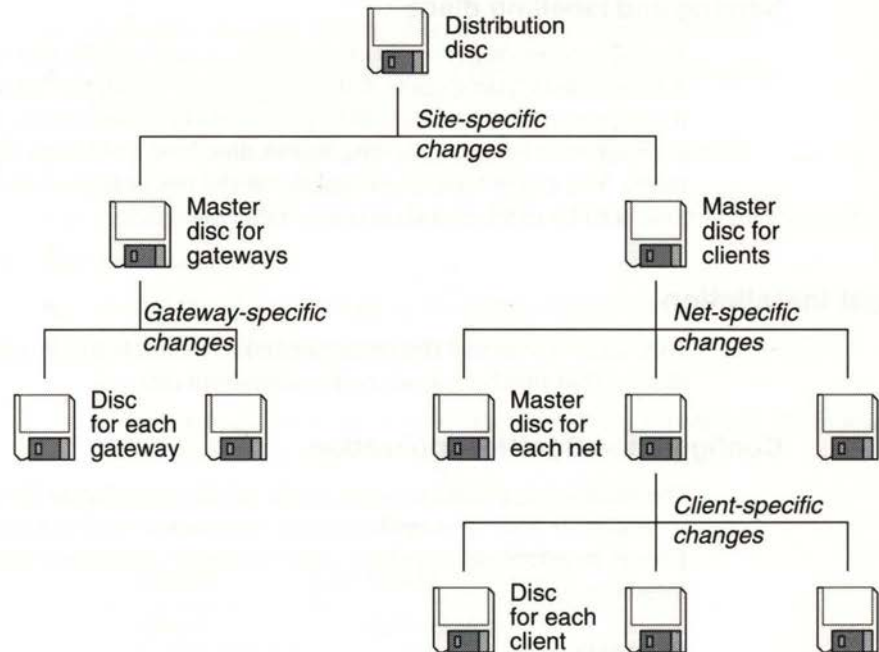 Distribution
disc
Site-specific
changes
Master
disc for
gateways
Master
disc for
clients
Gateway-specific
changes
Net-specific
changes
Disc
for each
gateway
Master
disc for
each net
Client-specific
changes
Disc
for each
client